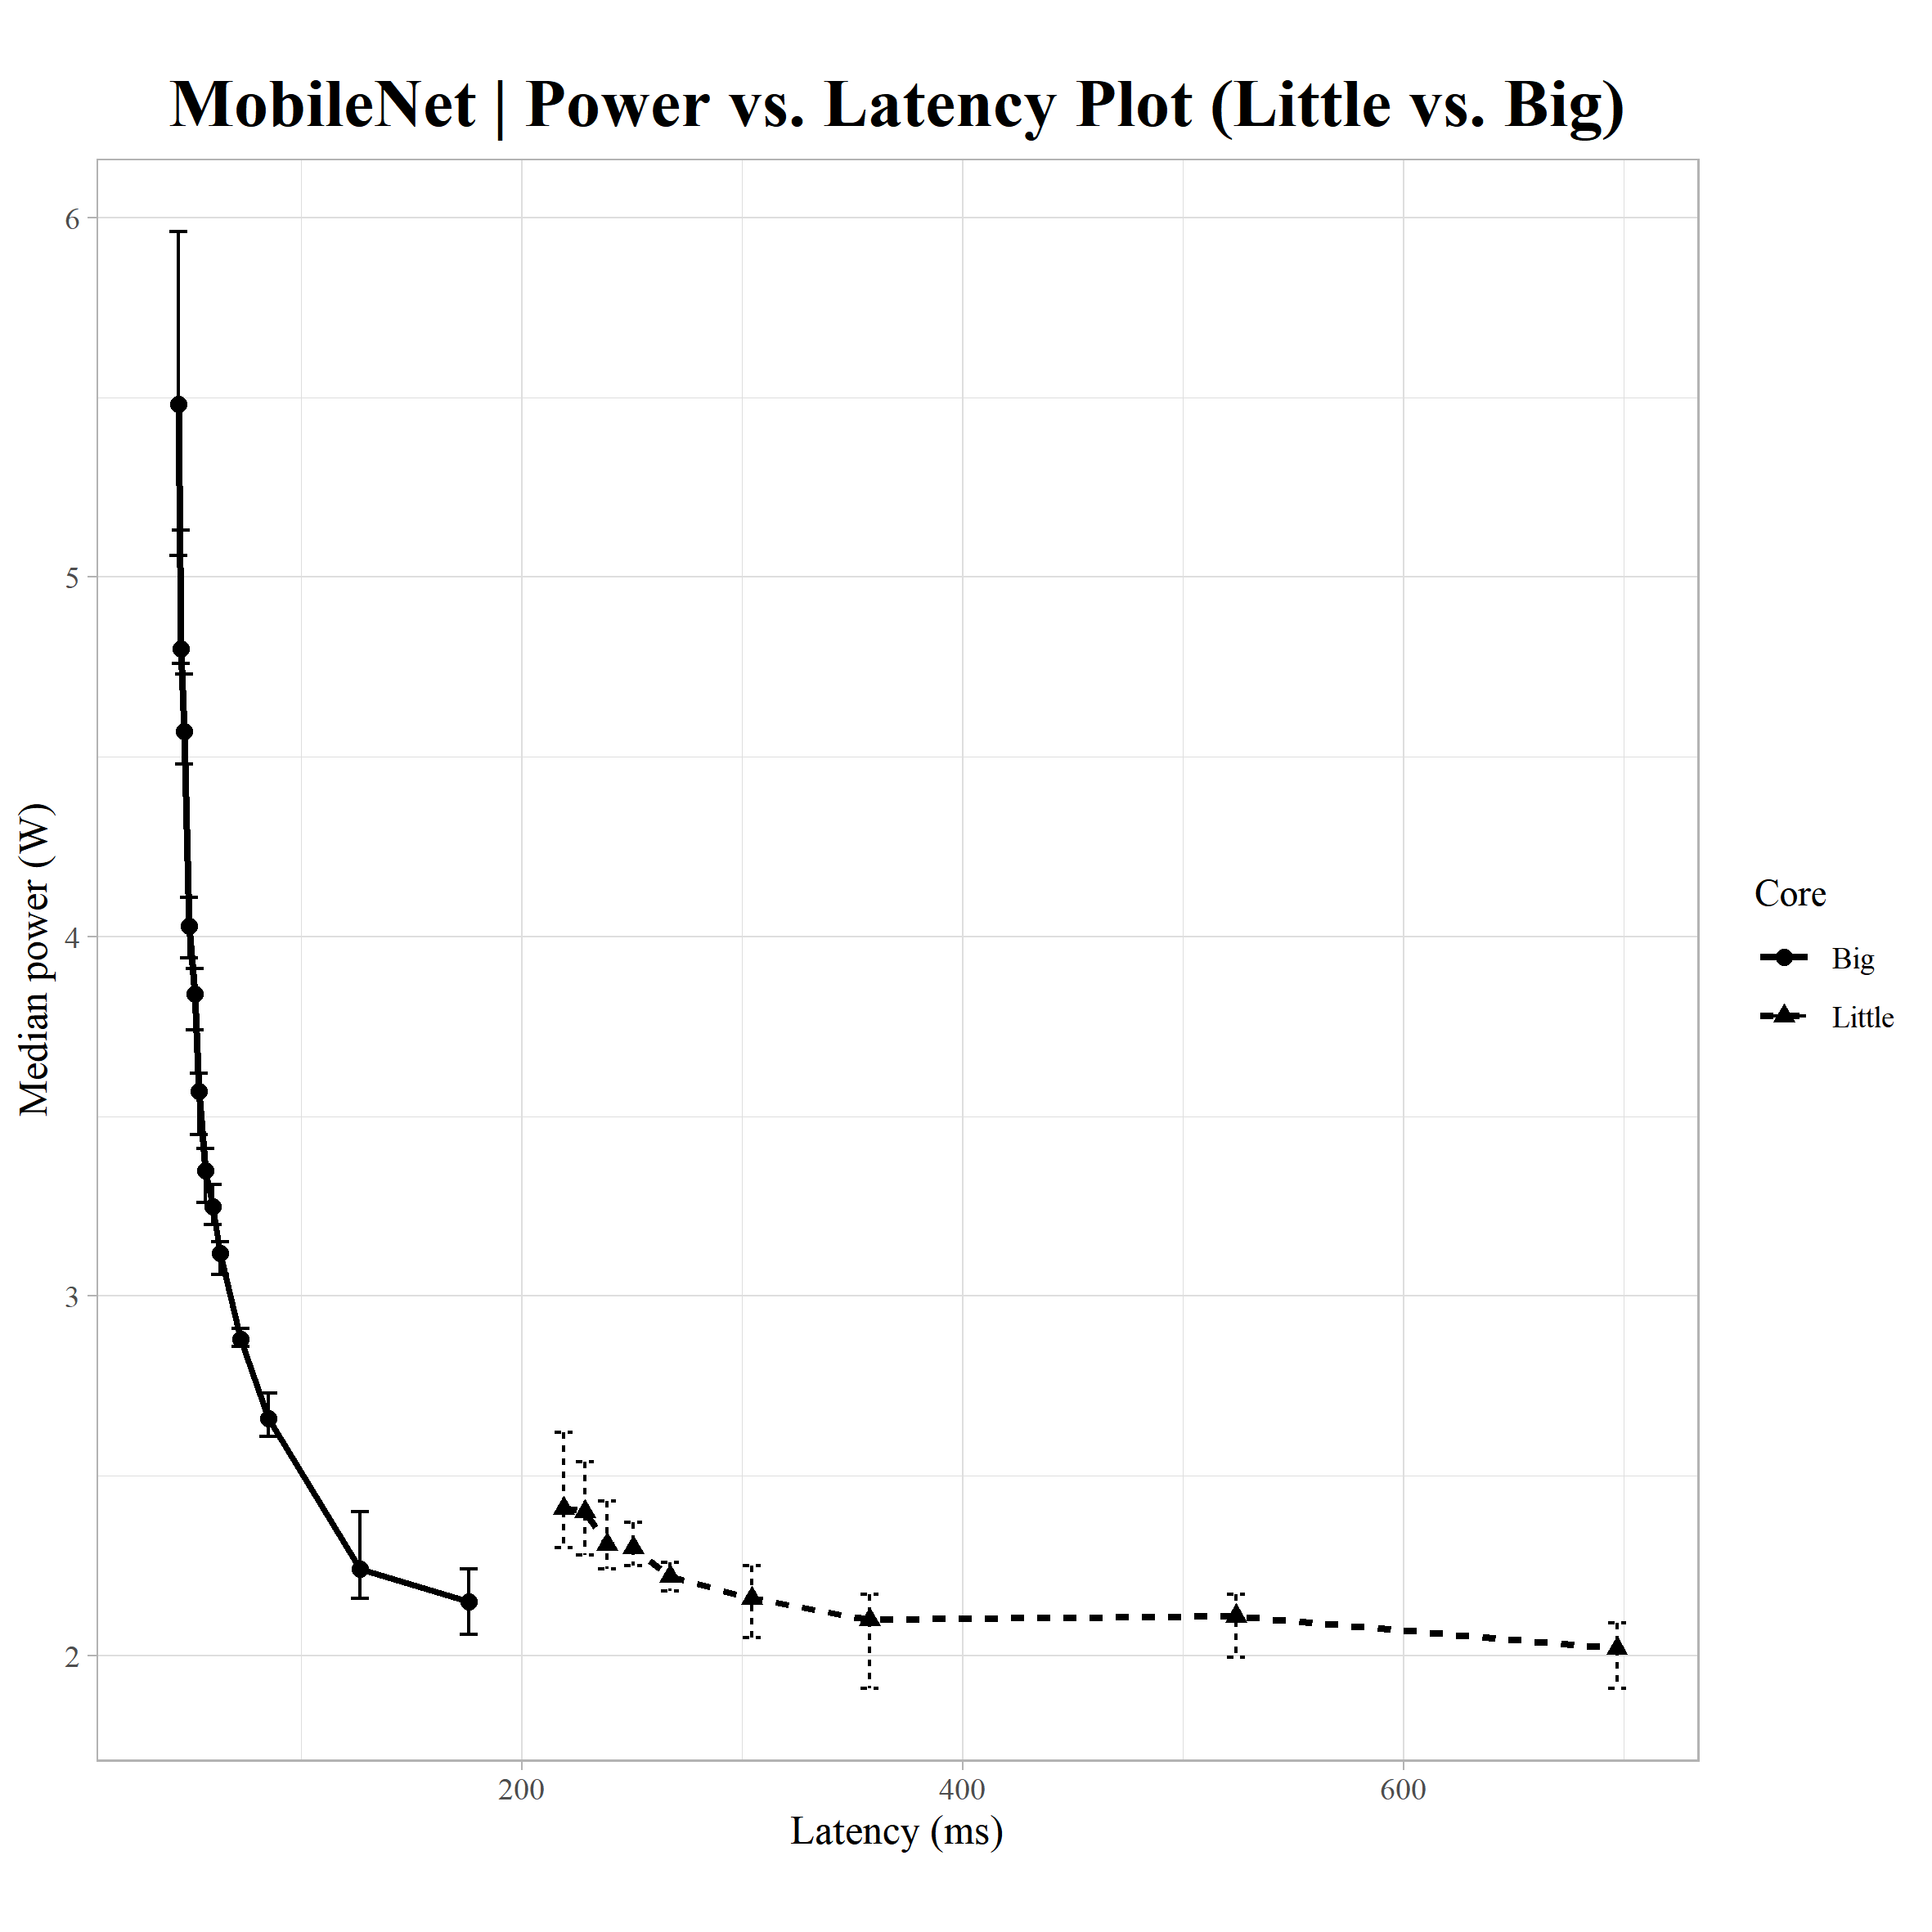 MobileNet | Power vs. Latency Plot (Little vs. Big)
6
5
4
3
2
Median power (W)
200 400 600
Latency (ms)
Core
Big
Little